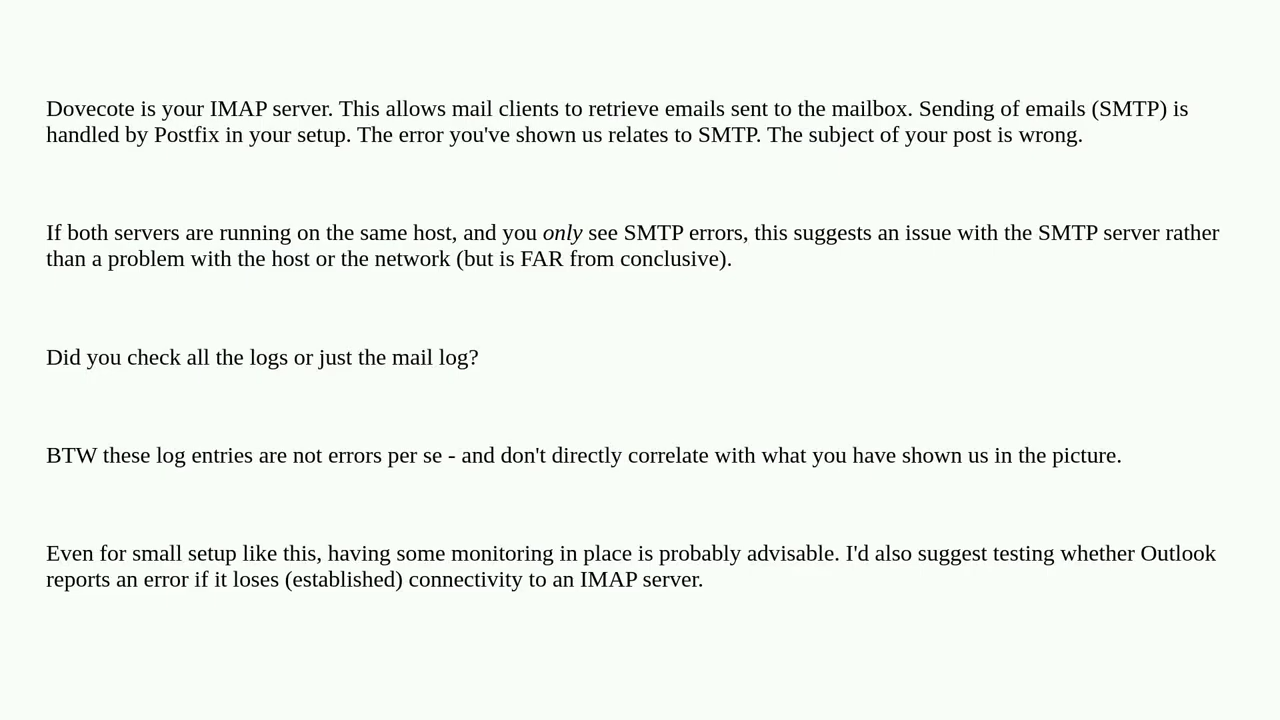 Dovecote is your IMAP server. This allows mail clients to retrieve emails sent to the mailbox. Sending of emails (SMTP) is
handled by Postfix in your setup. The error you've shown us relates to SMTP. The subject of your post is wrong.
If both servers are running on the same host, and you only see SMTP errors, this suggests an issue with the SMTP server rather
than a problem with the host or the network (but is FAR from conclusive).
Did you check all the logs or just the mail log?
BTW these log entries are not errors per se - and don't directly correlate with what you have shown us in the picture.
Even for small setup like this, having some monitoring in place is probably advisable. I'd also suggest testing whether Outlook
reports an error if it loses (established) connectivity to an IMAP server.